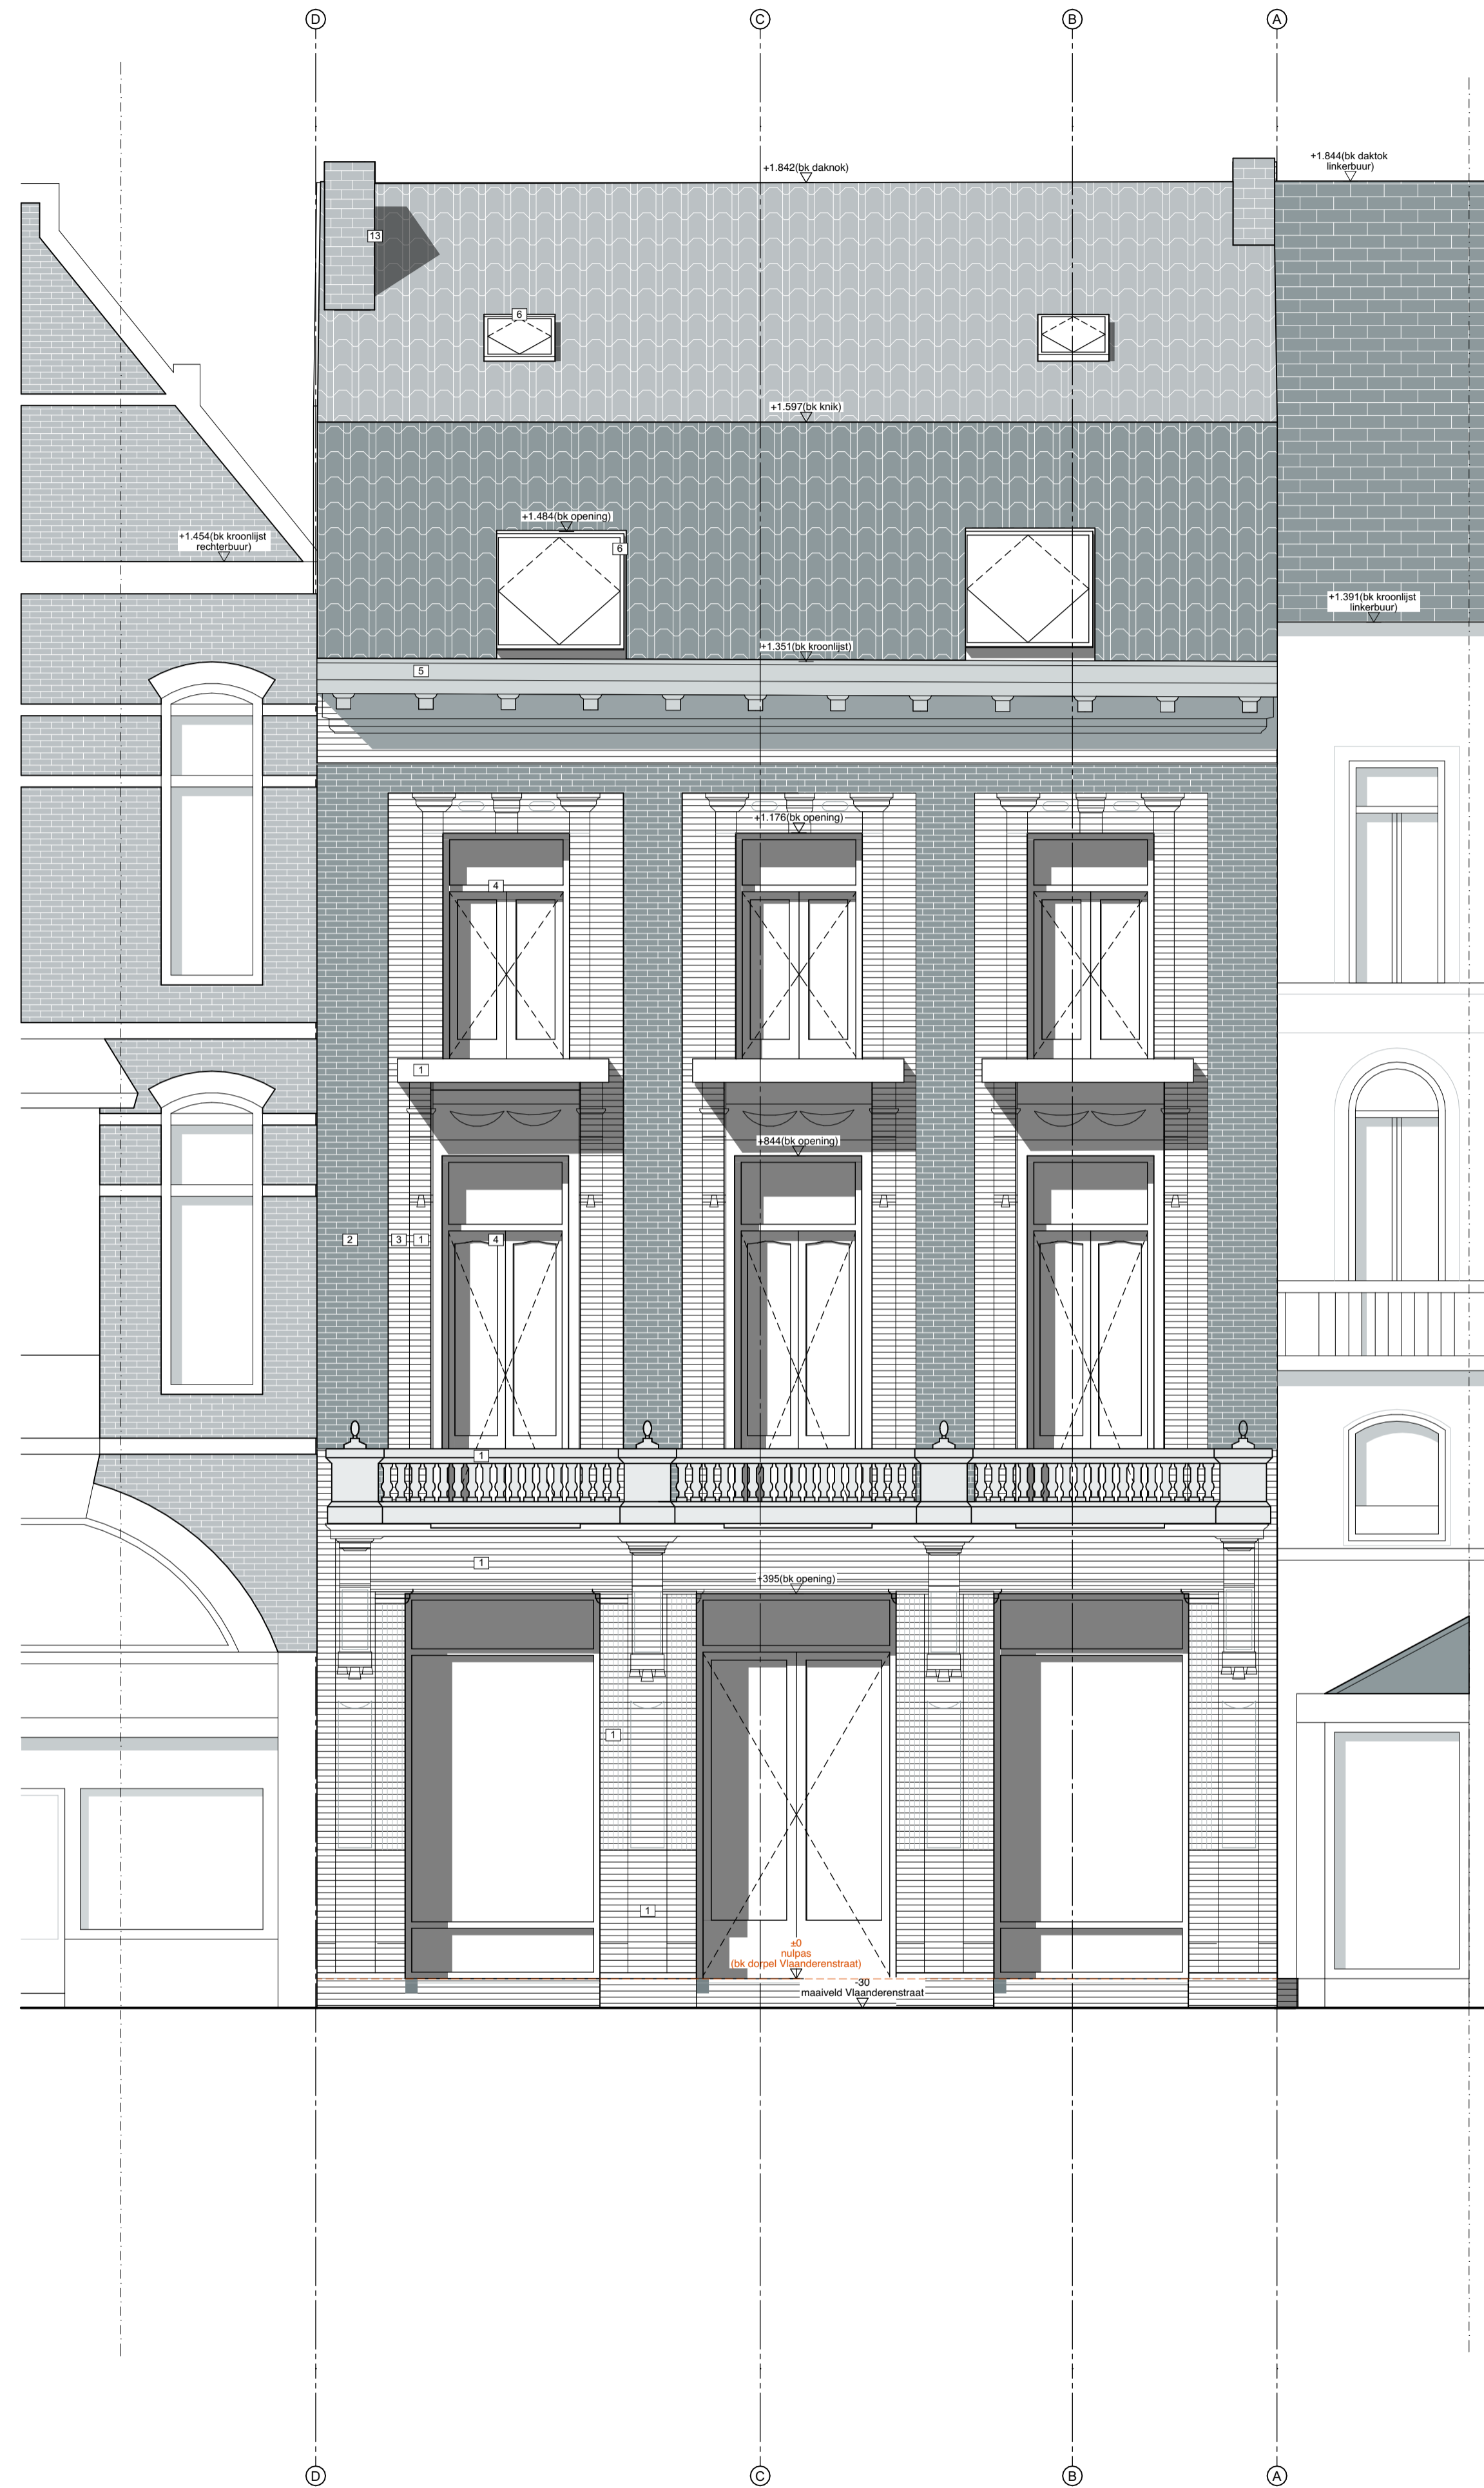 D
C
B
A
+1.842(bk daknok)
+1.844(bk daktok
linkerbuur)
13
6
+1.597(bk knik)
+1.484(bk opening)
6
+1.454(bk kroonlijst
rechterbuur)
+1.391(bk kroonlijst
linkerbuur)
+1.351(bk kroonlijst)
5
+1.176(bk opening)
4
1
+844(bk opening)
2
3
1
4
1
1
+395(bk opening)
1
1
±0
nulpas
(bk dorpel Vlaanderenstraat)
-30
maaiveld Vlaanderenstraat
D
C
B
A